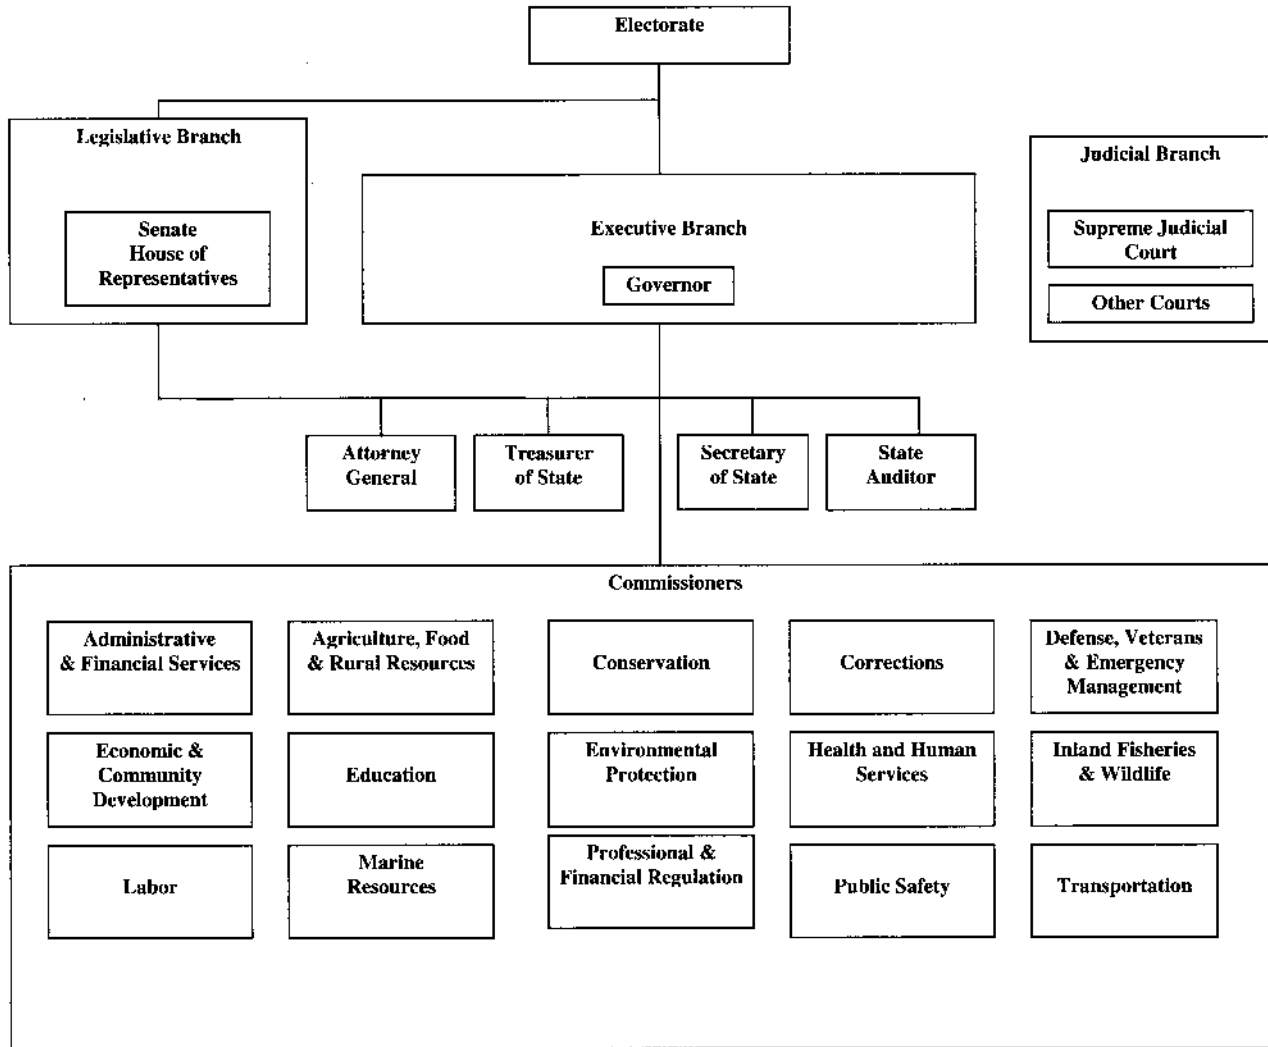 Electorate
Legislative Branch
Senate
House of
Representatives
Executive Branch
Governor
Judicial Branch
Supreme Judicial
Court
Other Courts
Attorney
General
Treasurer
of State
Secretary
of State
State
Auditor
Commissioners
Administrative
& Financial Services
Agriculture, Food
& Rural Resources
Conservation
Corrections
Defense, Veterans
& Emergency
Management
Economic &
Community
Development
Education
Environmental
Protection
Health and Human
Services
Inland Fisheries
& Wildlife
Labor
Marine
Resources
Professional &
Financial Regulation
Public Safety
Transportation